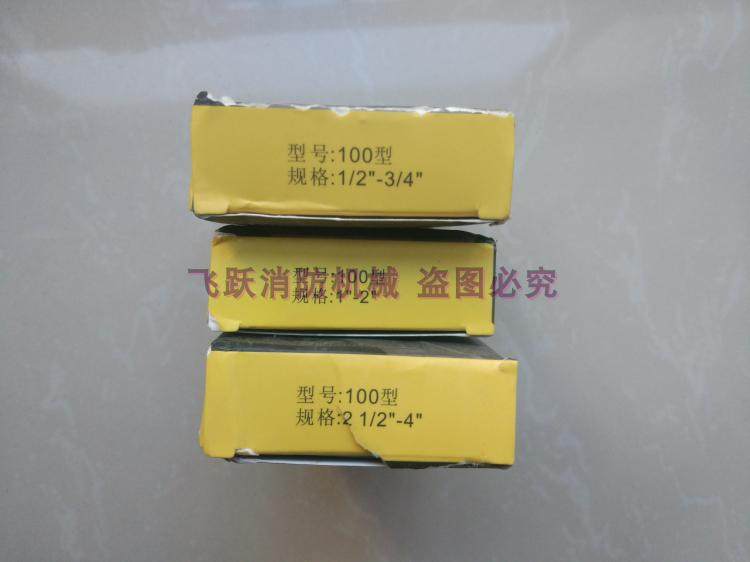 型号:100型
规格:1/2"-3/4"
型号:100型
飞跃消防机械 盗图必究
规格:1"-2"
型号:100型
规格:2 1/2"-4"